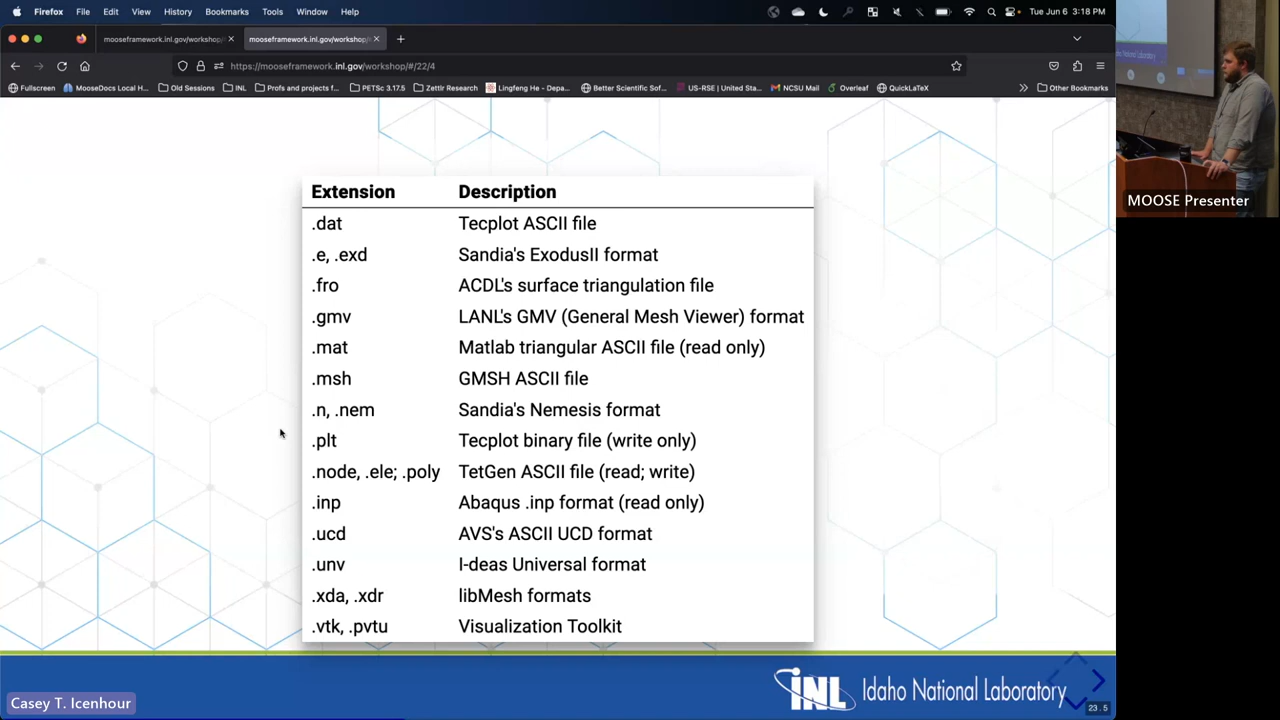 Firefox File Edit View History Bookmarks Tools Window Help Tue Jun 6 3:18 PM
mooseframework.inl.gov/workshop/ mooseframework.inl.gov/workshop/
https://mooseframework.inl.gov/workshop/#/22/4
Fullscreen MooseDocs Local H... Old Sessions INL Profs and projects f... PETSc 3.17.5 Zettlr Research Lingfeng He - Depa... Better Scientific Sof... US-RSE | United Sta... NCSU Mail Overleaf QuickLaTeX Other Bookmarks
Extension Description
.dat Tecplot ASCII file
.e, .exd Sandia's ExodusII format
.fro ACDL's surface triangulation file
.gmv LANL's GMV (General Mesh Viewer) format
.mat Matlab triangular ASCII file (read only)
.msh GMSH ASCII file
.n, .nem Sandia's Nemesis format
.plt Tecplot binary file (write only)
.node, .ele; .poly TetGen ASCII file (read; write)
.inp Abaqus .inp format (read only)
.ucd AVS's ASCII UCD format
.unv I-deas Universal format
.xda, .xdr libMesh formats
.vtk, .pvtu Visualization Toolkit
INL Idaho National Laboratory
23.5
Casey T. Icenhour
MOOSE Presenter